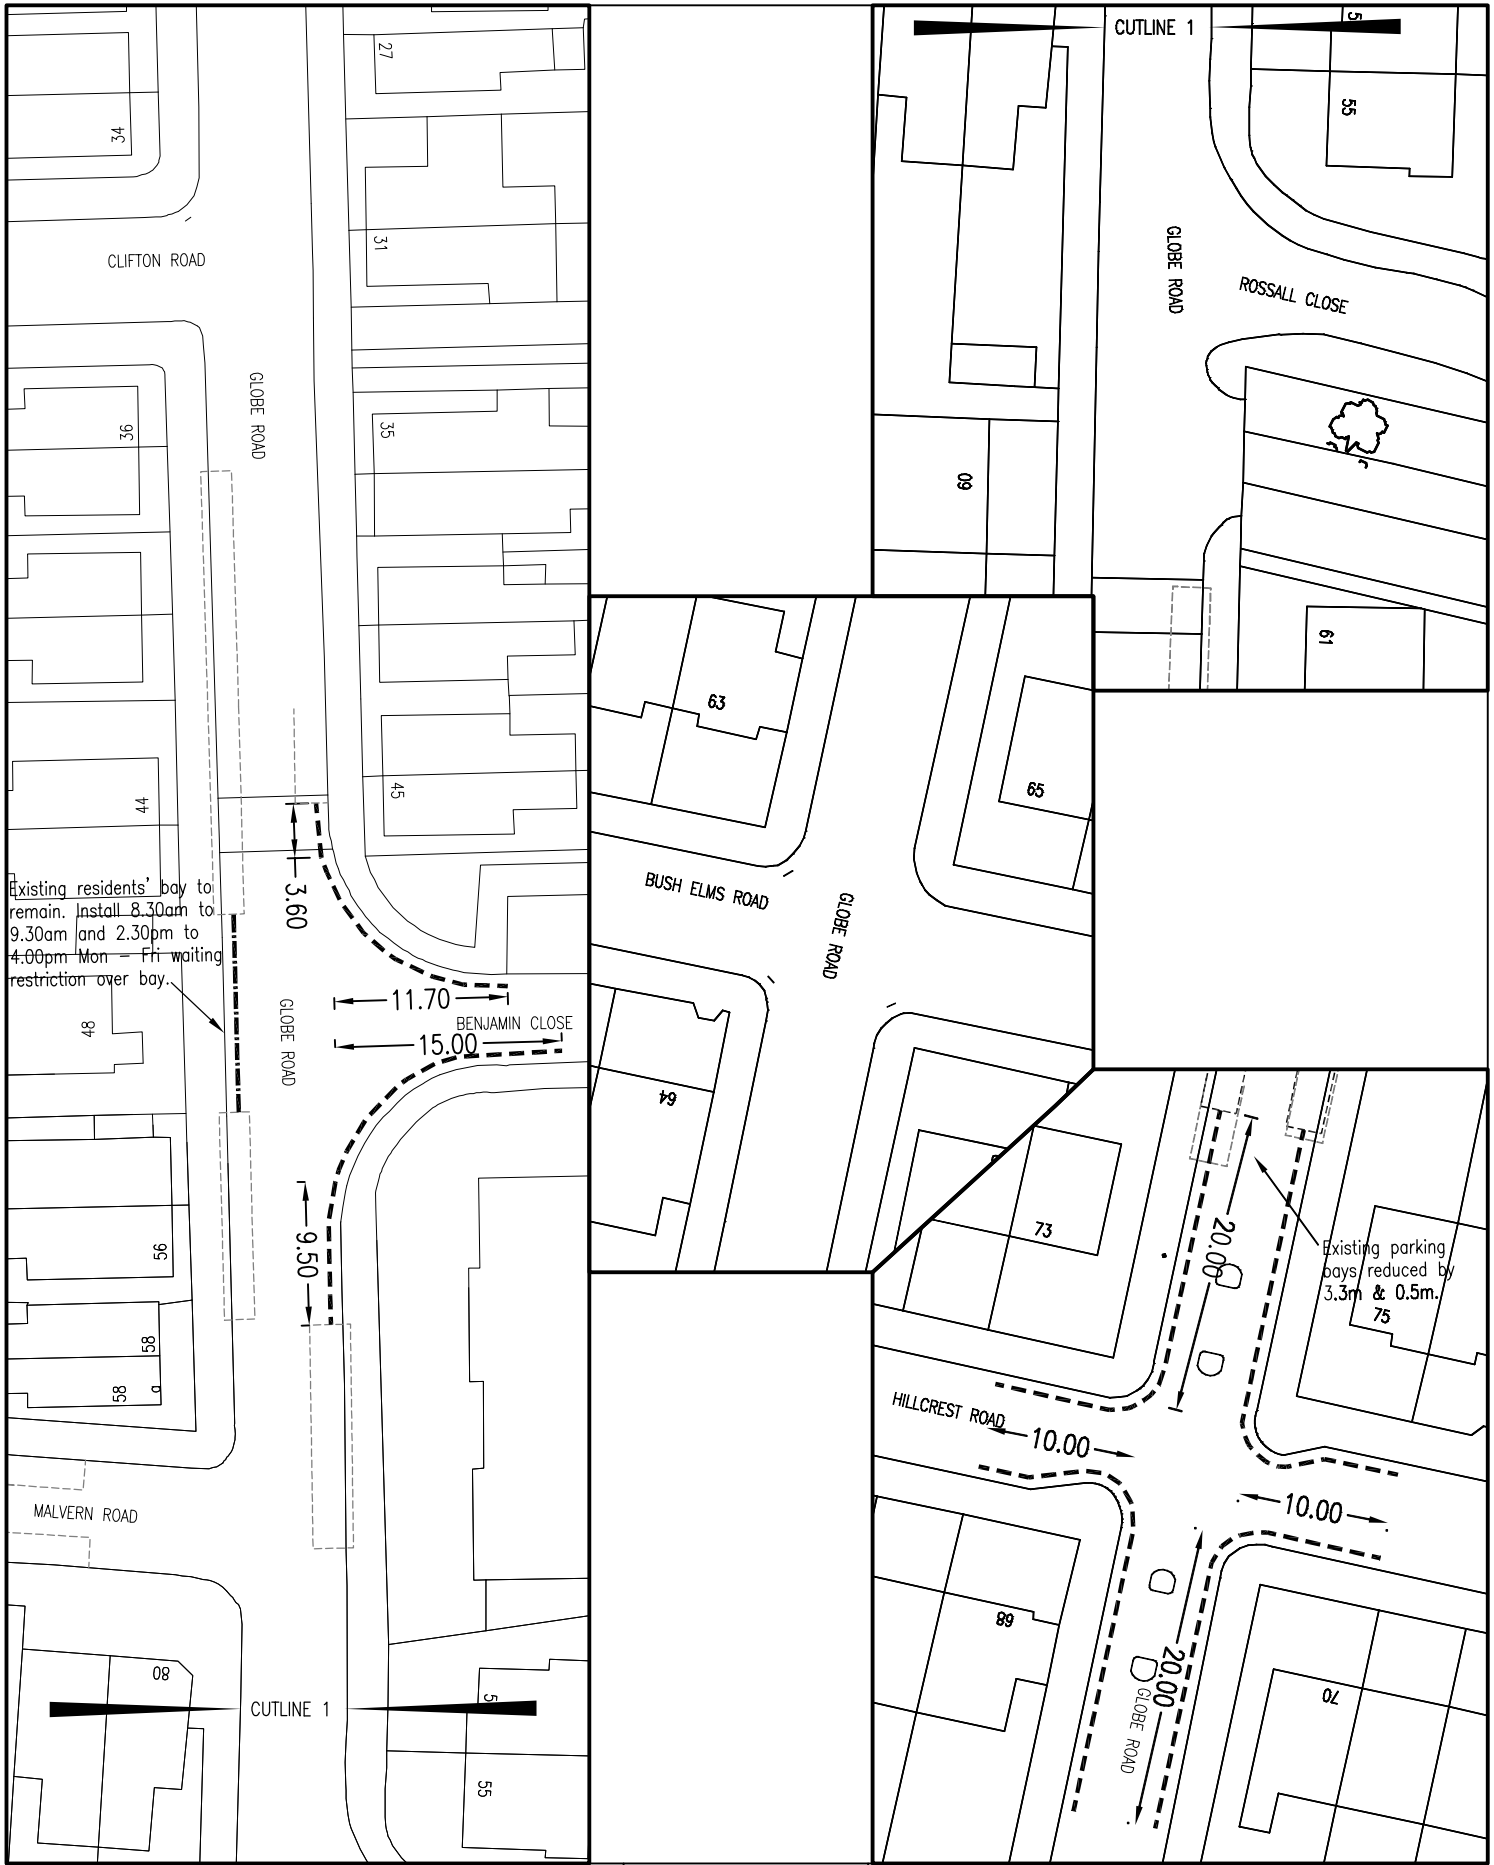 27
34
31
CLIFTON ROAD
GLOBE ROAD
36
35
44
45
3.60
Existing residents' bay to
remain. Install 8.30am to
9.30am and 2.30pm to
4.00pm Mon – Fri waiting
restriction over bay.
11.70
BENJAMIN CLOSE
15.00
GLOBE ROAD
48
9.50
56
58
58
a
MALVERN ROAD
80
CUTLINE 1
5
55
CUTLINE 1
5
55
GLOBE ROAD
ROSSALL CLOSE
60
61
63
65
BUSH ELMS ROAD
GLOBE ROAD
64
73
20.00
Existing parking
bays reduced by
3.3m & 0.5m.
75
HILLCREST ROAD
10.00
10.00
68
20.00
GLOBE ROAD
70